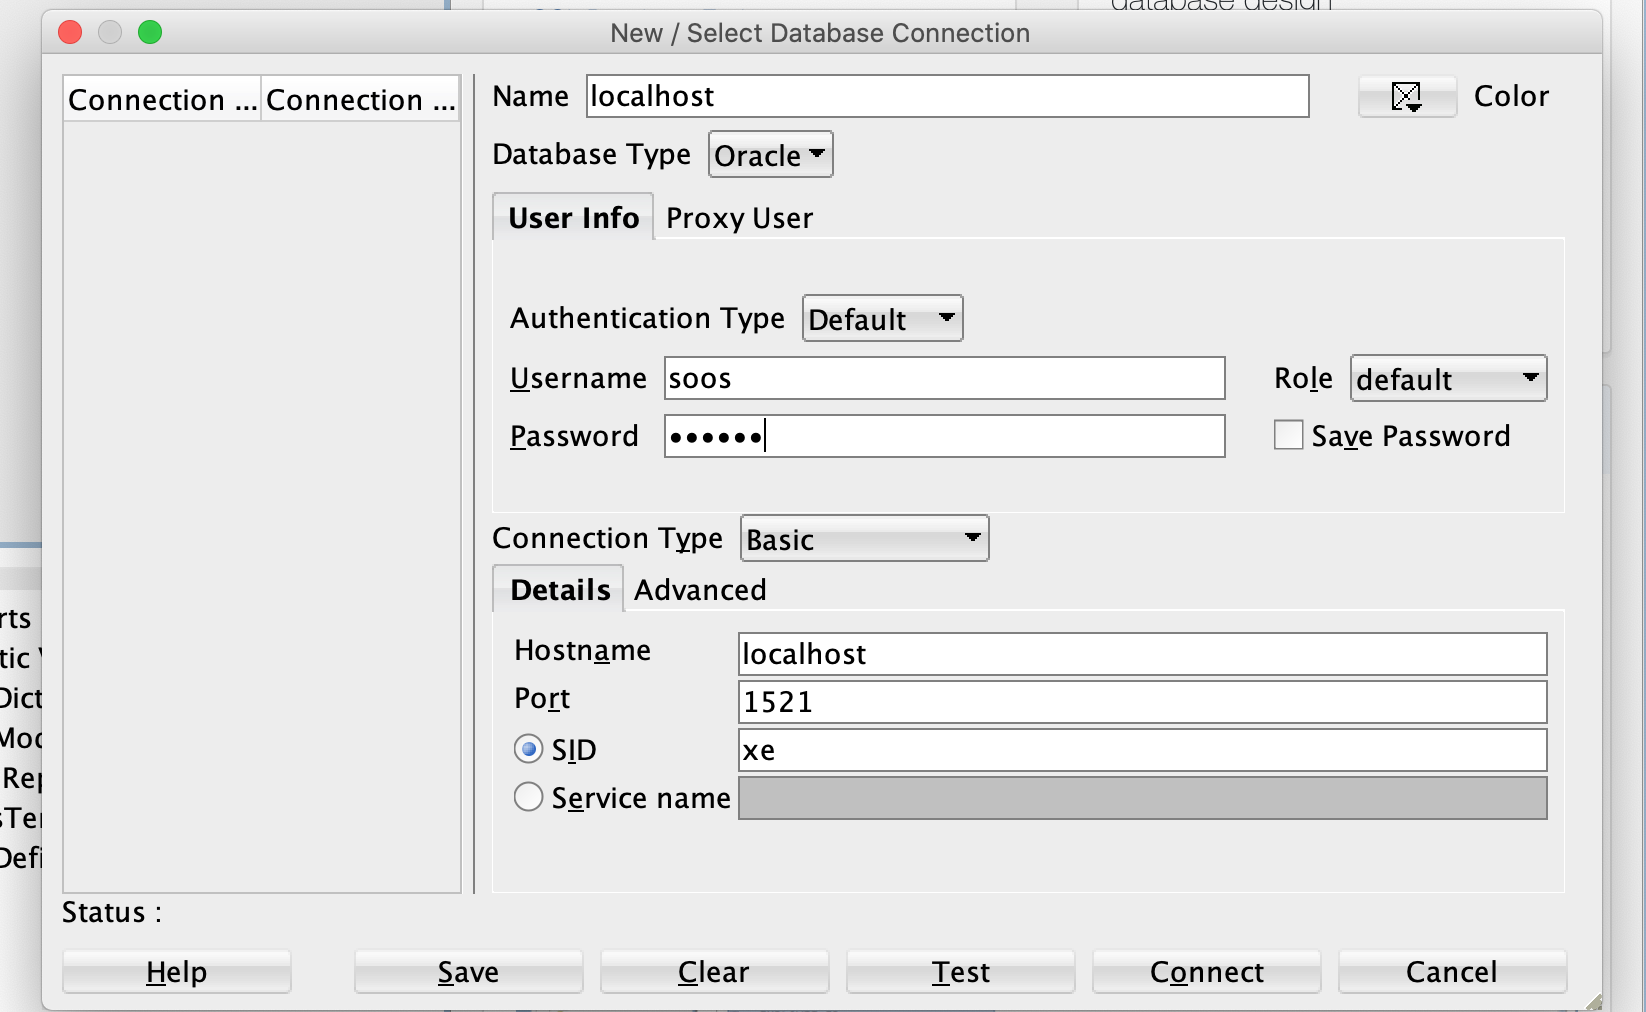 database design
New / Select Database Connection
Connection ... Connection ...
Name localhost Color
Database Type Oracle
User Info Proxy User
Authentication Type Default
Username soos Role default
Password •••••• Save Password
Connection Type Basic
Details Advanced
Hostname localhost
Port 1521
SID xe
Service name
rts
tic
Dict
Mod
Rep
sTer
Defi
Status :
Help Save Clear Test Connect Cancel